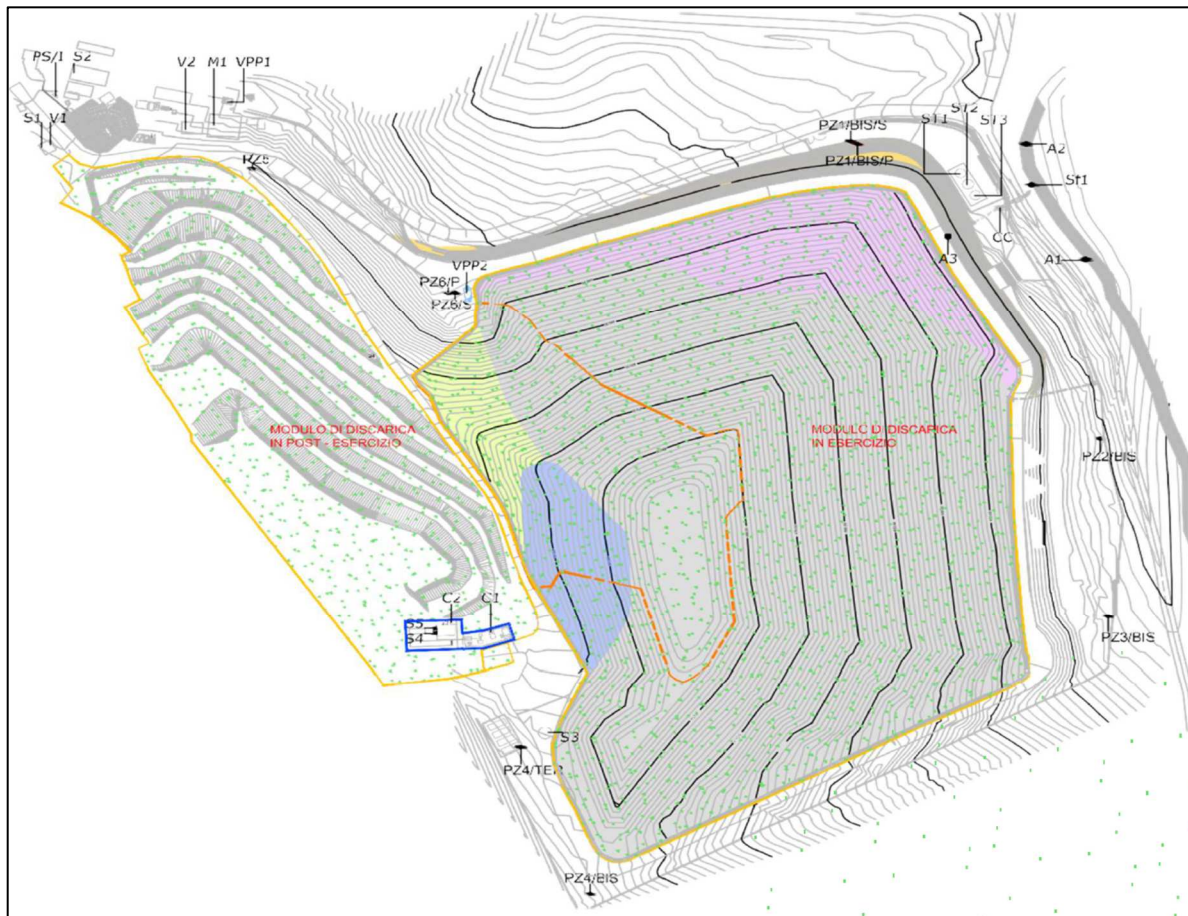 PS/1 S2
V2 M1 VPP1
S1 V1
PZ5
PZ1/BIS/S
PZ1/BIS/P
ST1 ST2 ST3
A2
Sf1
CC
A3
A1
VPP2
PZ6/P
PZ6/S
MODULO DI DISCARICA
IN POST - ESERCIZIO
MODULO DI DISCARICA
IN ESERCIZIO
PZ2/BIS
C2 C1
S5
S4
PZ3/BIS
S3
PZ4/TER
PZ4/BIS